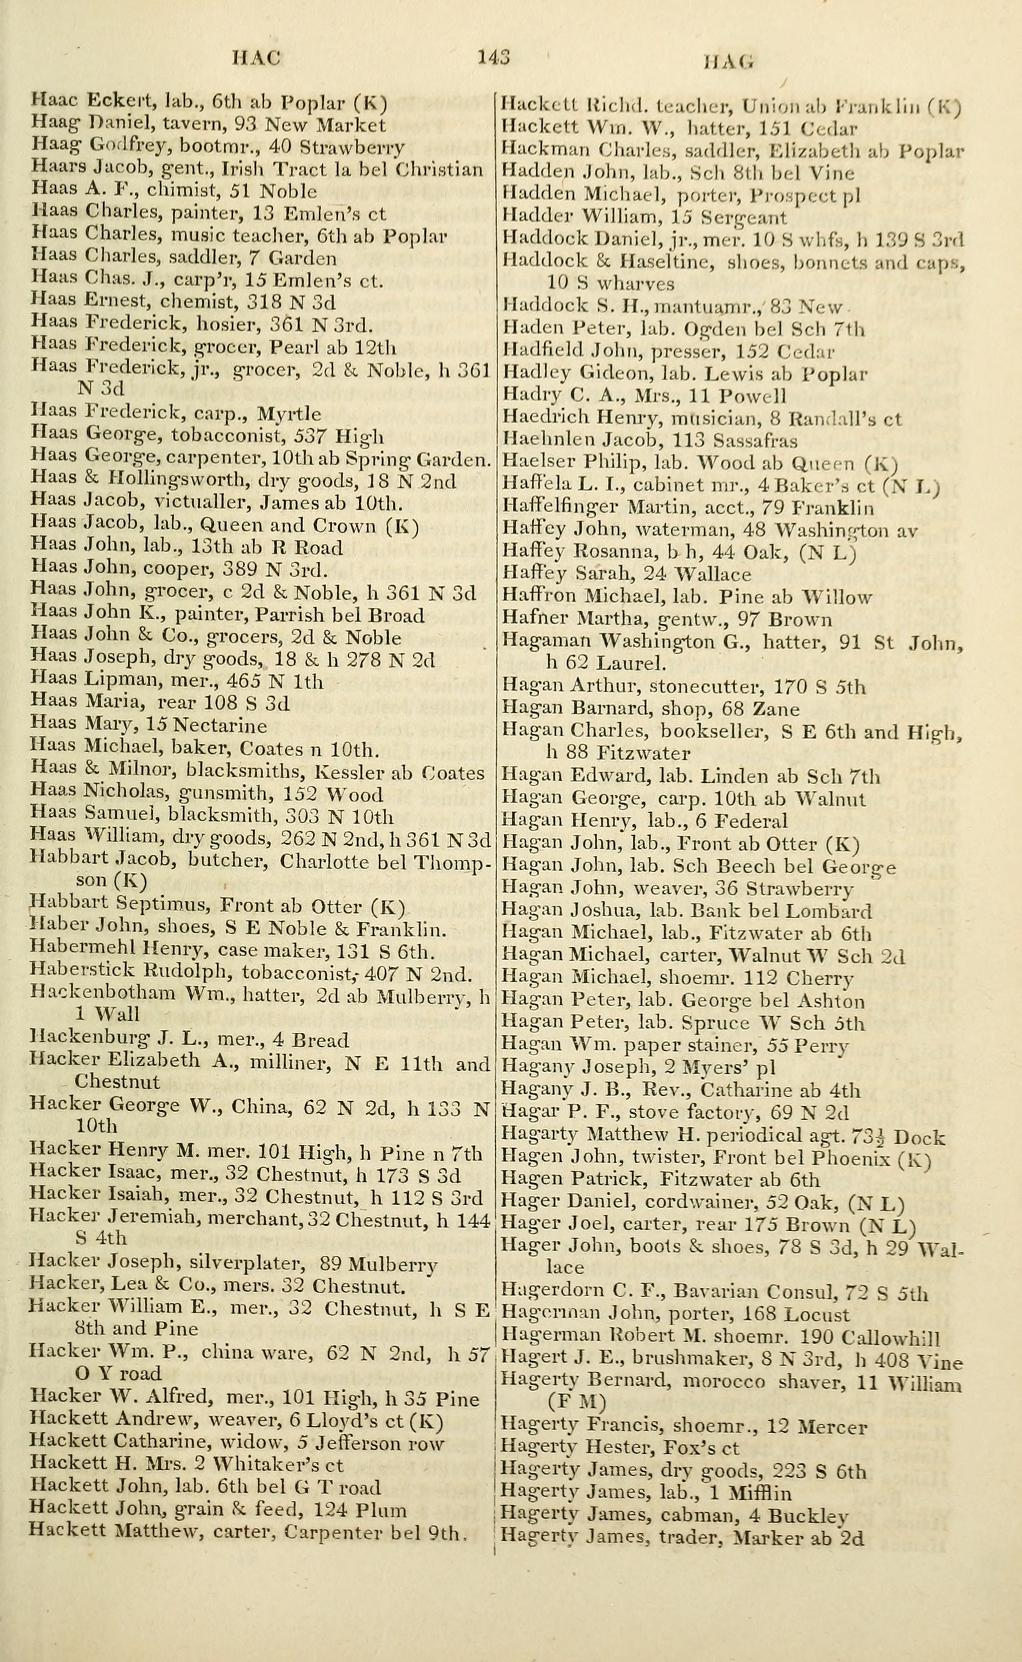 HAC 143 HAG
Haac Eckert, lab., 6th ab Poplar (K)
Haag Daniel, tavern, 93 New Market
Haag Godfrey, bootmr., 40 Strawberry
Haars Jacob, gent., Irish Tract la bel Christian
Haas A. F., chimist, 51 Noble
Haas Charles, painter, 13 Emlen's ct
Haas Charles, music teacher, 6th ab Poplar
Haas Charles, saddler, 7 Garden
Haas Chas. J., carp'r, 15 Emlen's ct.
Haas Ernest, chemist, 318 N 3d
Haas Frederick, hosier, 361 N 3rd.
Haas Frederick, grocer, Pearl ab 12th
Haas Frederick, jr., grocer, 2d & Noble, h 361
N 3d
Haas Frederick, carp., Myrtle
Haas George, tobacconist, 537 High
Haas George, carpenter, 10th ab Spring Garden.
Haas & Hollingsworth, dry goods, 18 N 2nd
Haas Jacob, victualler, James ab 10th.
Haas Jacob, lab., Queen and Crown (K)
Haas John, lab., 13th ab R Road
Haas John, cooper, 389 N 3rd.
Haas John, grocer, c 2d & Noble, h 361 N 3d
Haas John K., painter, Parrish bel Broad
Haas John & Co., grocers, 2d & Noble
Haas Joseph, dry goods, 18 & h 278 N 2d
Haas Lipman, mer., 465 N 1th
Haas Maria, rear 108 S 3d
Haas Mary, 15 Nectarine
Haas Michael, baker, Coates n 10th.
Haas & Milnor, blacksmiths, Kessler ab Coates
Haas Nicholas, gunsmith, 152 Wood
Haas Samuel, blacksmith, 303 N 10th
Haas William, dry goods, 262 N 2nd, h 361 N 3d
Habbart Jacob, butcher, Charlotte bel Thomp-
son (K)
Habbart Septimus, Front ab Otter (K)
Haber John, shoes, S E Noble & Franklin.
Habermehl Henry, case maker, 131 S 6th.
Haberstick Rudolph, tobacconist, 407 N 2nd.
Hackenbotham Wm., hatter, 2d ab Mulberry, h
1 Wall
Hackenburg J. L., mer., 4 Bread
Hacker Elizabeth A., milliner, N E 11th and
Chestnut
Hacker George W., China, 62 N 2d, h 133 N
10th
Hacker Henry M. mer. 101 High, h Pine n 7th
Hacker Isaac, mer., 32 Chestnut, h 173 S 3d
Hacker Isaiah, mer., 32 Chestnut, h 112 S 3rd
Hacker Jeremiah, merchant, 32 Chestnut, h 144
S 4th
Hacker Joseph, silverplater, 89 Mulberry
Hacker, Lea & Co., mers. 32 Chestnut.
Hacker William E., mer., 32 Chestnut, h S E
8th and Pine
Hacker Wm. P., china ware, 62 N 2nd, h 57
O Y road
Hacker W. Alfred, mer., 101 High, h 35 Pine
Hackett Andrew, weaver, 6 Lloyd's ct (K)
Hackett Catharine, widow, 5 Jefferson row
Hackett H. Mrs. 2 Whitaker's ct
Hackett John, lab. 6th bel G T road
Hackett John, grain & feed, 124 Plum
Hackett Matthew, carter, Carpenter bel 9th.
Hackett Richd. teacher, Union ab Franklin (K)
Hackett Wm. W., hatter, 151 Cedar
Hackman Charles, saddler, Elizabeth ab Poplar
Hadden John, lab., Sch 8th bel Vine
Hadden Michael, porter, Prospect pl
Hadder William, 15 Sergeant
Haddock Daniel, jr., mer. 10 S whfs, h 139 S 3rd
Haddock & Haseltine, shoes, bonnets and caps,
10 S wharves
Haddock S. H., mantuamr., 83 New
Haden Peter, lab. Ogden bel Sch 7th
Hadfield John, presser, 152 Cedar
Hadley Gideon, lab. Lewis ab Poplar
Hadry C. A., Mrs., 11 Powell
Haedrich Henry, musician, 8 Randall's ct
Haehnlen Jacob, 113 Sassafras
Haelser Philip, lab. Wood ab Queen (K)
Haffela L. I., cabinet mr., 4 Baker's ct (N L)
Haffelfinger Martin, acct., 79 Franklin
Haffey John, waterman, 48 Washington av
Haffey Rosanna, b h, 44 Oak, (N L)
Haffey Sarah, 24 Wallace
Haffron Michael, lab. Pine ab Willow
Hafner Martha, gentw., 97 Brown
Hagaman Washington G., hatter, 91 St John,
h 62 Laurel.
Hagan Arthur, stonecutter, 170 S 5th
Hagan Barnard, shop, 68 Zane
Hagan Charles, bookseller, S E 6th and High,
h 88 Fitzwater
Hagan Edward, lab. Linden ab Sch 7th
Hagan George, carp. 10th ab Walnut
Hagan Henry, lab., 6 Federal
Hagan John, lab., Front ab Otter (K)
Hagan John, lab. Sch Beech bel George
Hagan John, weaver, 36 Strawberry
Hagan Joshua, lab. Bank bel Lombard
Hagan Michael, lab., Fitzwater ab 6th
Hagan Michael, carter, Walnut W Sch 2d
Hagan Michael, shoemr. 112 Cherry
Hagan Peter, lab. George bel Ashton
Hagan Peter, lab. Spruce W Sch 5th
Hagan Wm. paper stainer, 55 Perry
Hagany Joseph, 2 Myers' pl
Hagany J. B., Rev., Catharine ab 4th
Hagar P. F., stove factory, 69 N 2d
Hagarty Matthew H. periodical agt. 73½ Dock
Hagen John, twister, Front bel Phoenix (K)
Hagen Patrick, Fitzwater ab 6th
Hager Daniel, cordwainer, 52 Oak, (N L)
Hager Joel, carter, rear 175 Brown (N L)
Hager John, boots & shoes, 78 S 3d, h 29 Wal-
lace
Hagerdorn C. F., Bavarian Consul, 72 S 5th
Hagerman John, porter, 168 Locust
Hagerman Robert M. shoemr. 190 Callowhill
Hagert J. E., brushmaker, 8 N 3rd, h 408 Vine
Hagerty Bernard, morocco shaver, 11 William
(F M)
Hagerty Francis, shoemr., 12 Mercer
Hagerty Hester, Fox's ct
Hagerty James, dry goods, 223 S 6th
Hagerty James, lab., 1 Mifflin
Hagerty James, cabman, 4 Buckley
Hagerty James, trader, Marker ab 2d